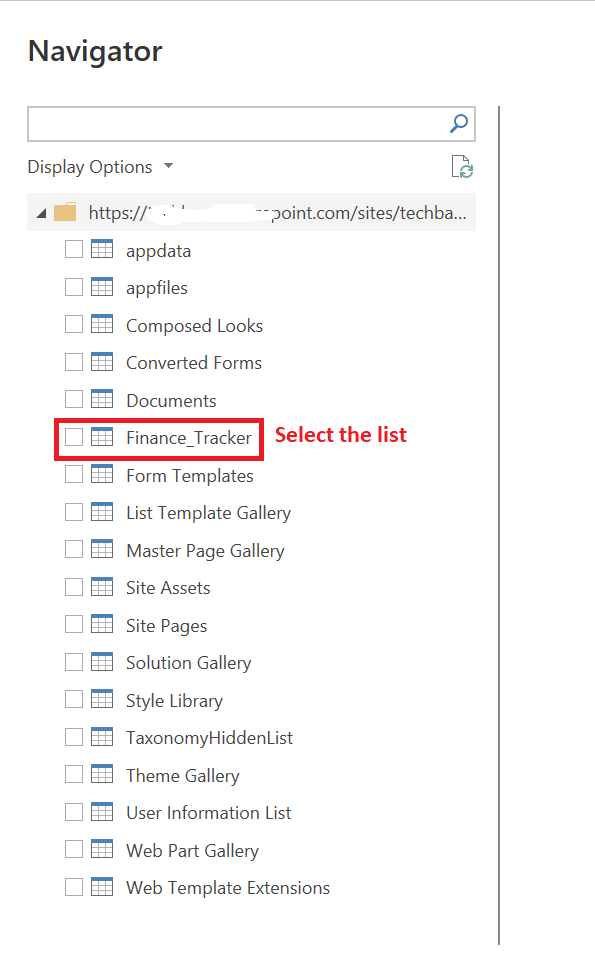 Navigator
Display Options
https:// point.com/sites/techba...
appdata
appfiles
Composed Looks
Converted Forms
Documents
Finance_Tracker Select the list
Form Templates
List Template Gallery
Master Page Gallery
Site Assets
Site Pages
Solution Gallery
Style Library
TaxonomyHiddenList
Theme Gallery
User Information List
Web Part Gallery
Web Template Extensions